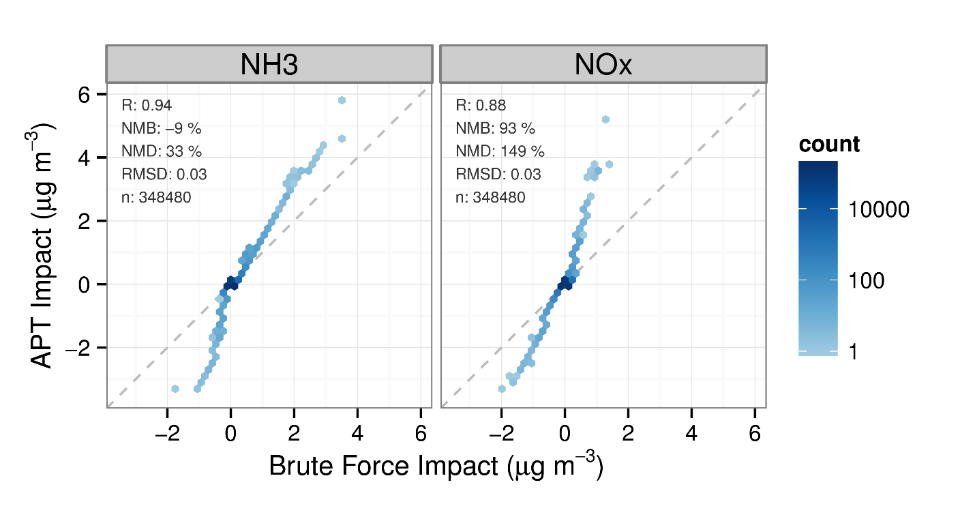 NH3
NOx
R: 0.94
NMB: −9 %
NMD: 33 %
RMSD: 0.03
n: 348480
R: 0.88
NMB: 93 %
NMD: 149 %
RMSD: 0.03
n: 348480
APT Impact (µg m⁻³)
6
4
2
0
−2
−2 0 2 4 6
−2 0 2 4 6
Brute Force Impact (µg m⁻³)
count
10000
100
1